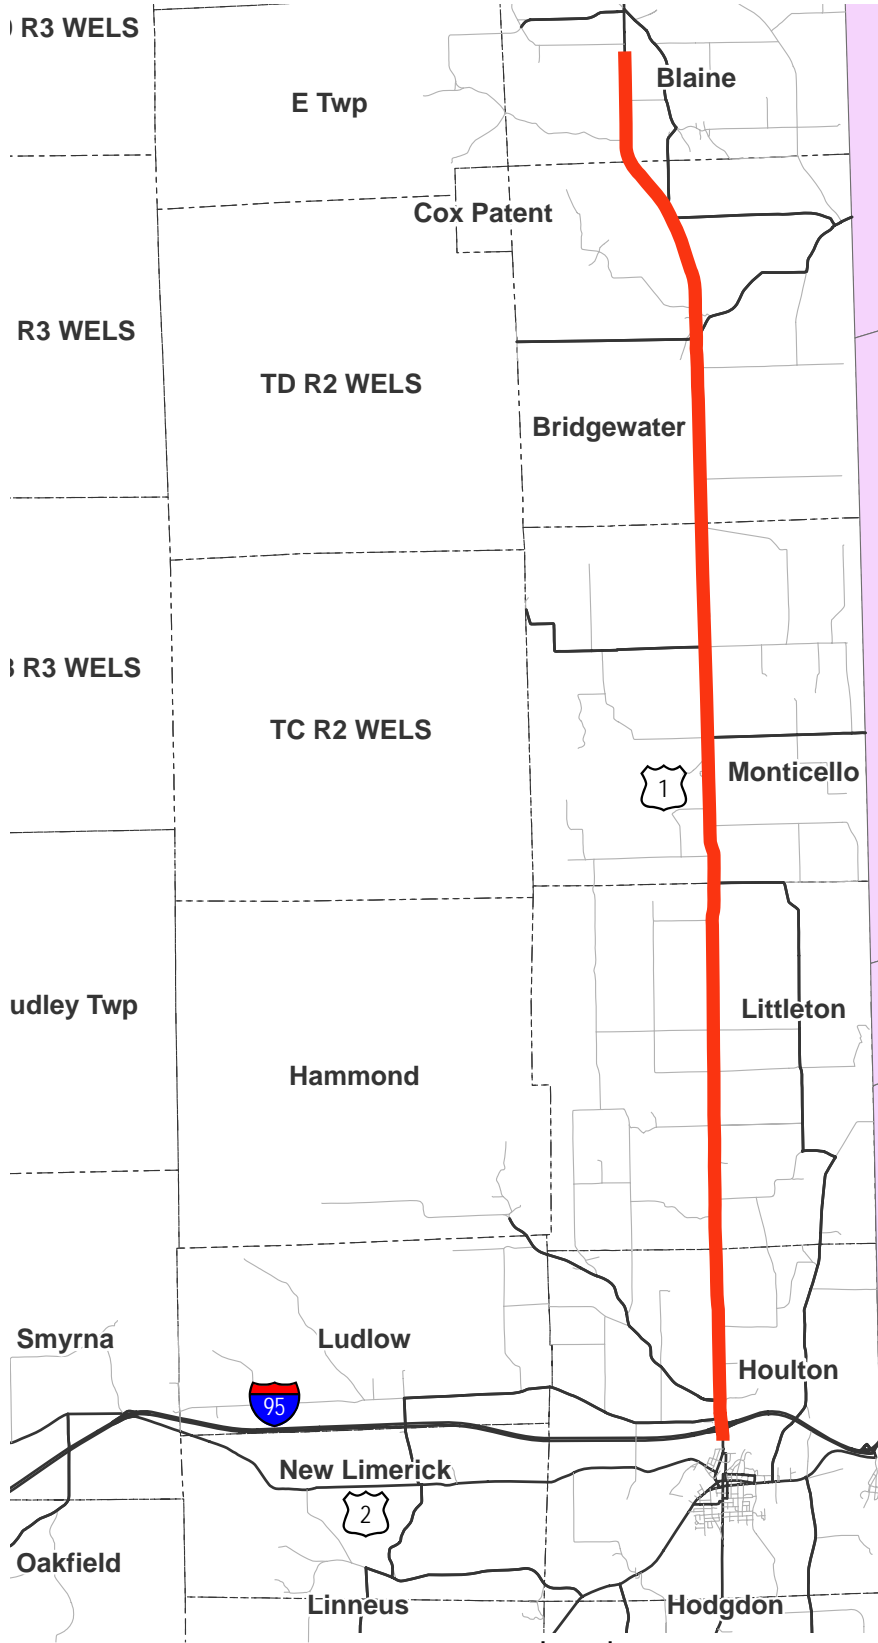 R3 WELS
Blaine
E Twp
Cox Patent
R3 WELS
TD R2 WELS
Bridgewater
R3 WELS
TC R2 WELS
Monticello
1
udley Twp
Littleton
Hammond
Smyrna
Ludlow
Houlton
95
New Limerick
2
Oakfield
Linneus
Hodgdon